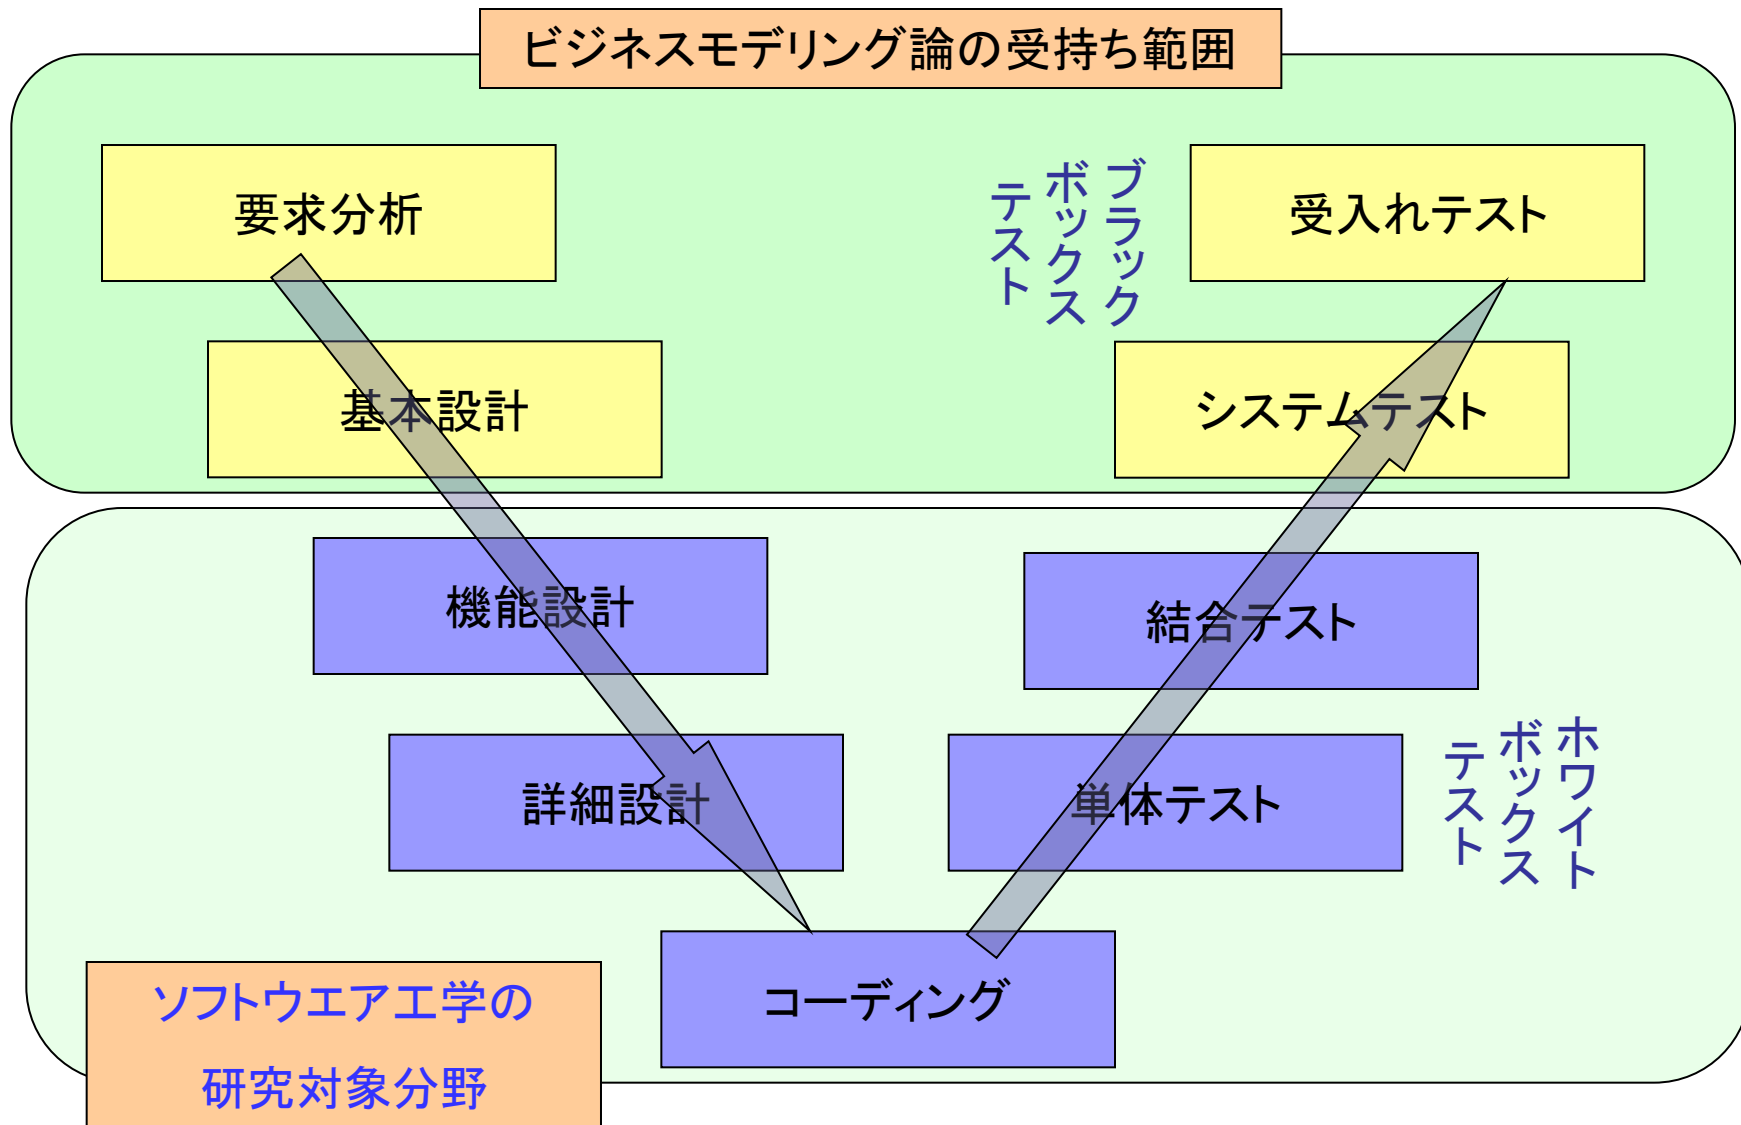 ビジネスモデリング論の受持ち範囲
要求分析
ブラック
ボックス
テスト
受入れテスト
基本設計
システムテスト
機能設計
結合テスト
詳細設計
単体テスト
ホワイト
ボックス
テスト
コーディング
ソフトウエア工学の
研究対象分野